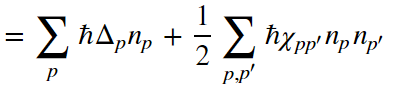 = ∑_p ℏΔ_p n_p + 1/2 ∑_{p,p′} ℏχ_{pp′} n_p n_{p′}